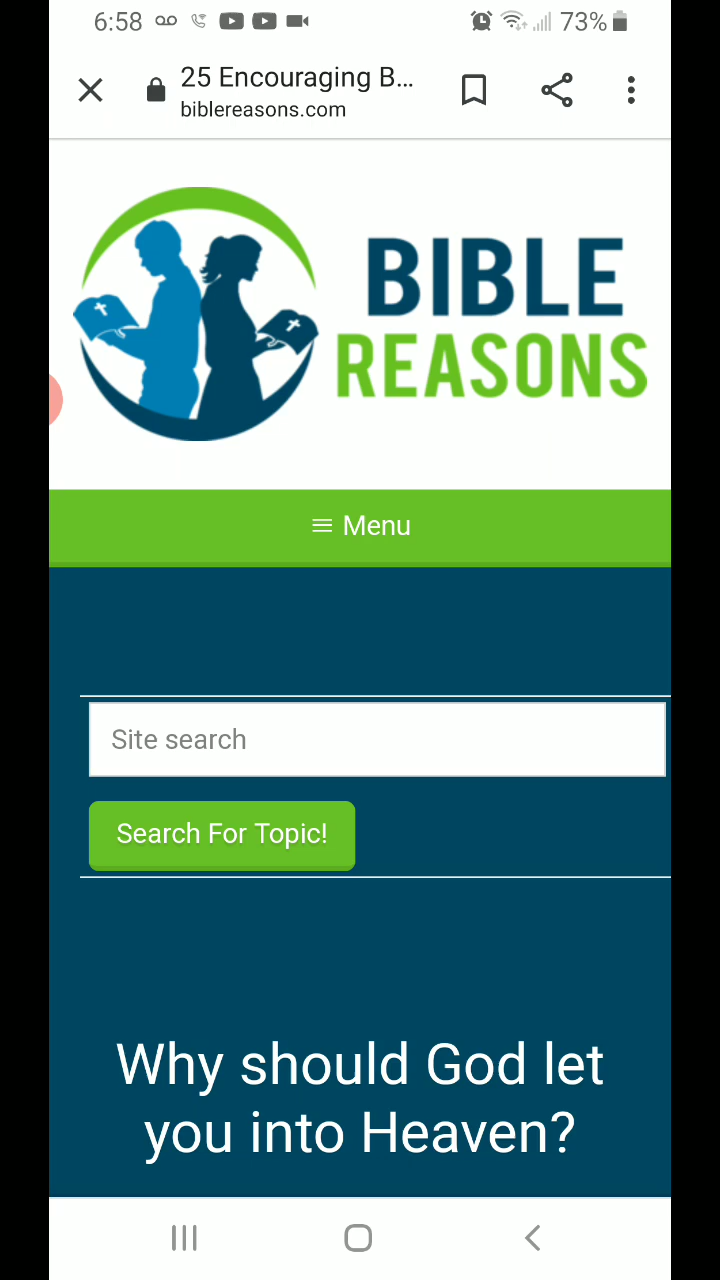 6:58
73%
25 Encouraging B...
biblereasons.com
BIBLE
REASONS
Menu
Site search
Search For Topic!
Why should God let
you into Heaven?